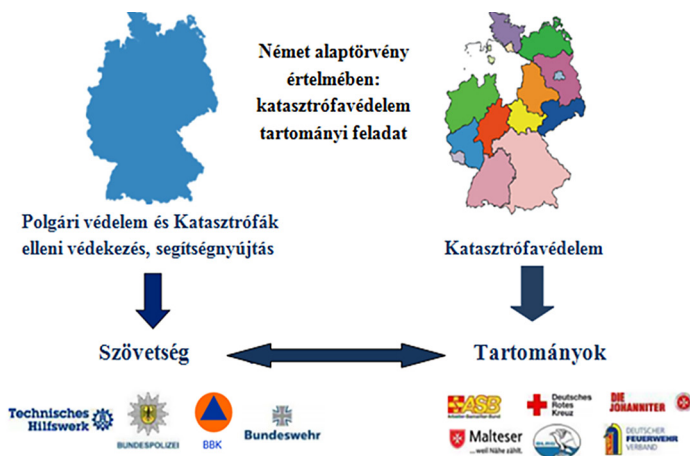 Német alaptörvény
értelmében:
katasztrófavédelem
tartományi feladat
Polgári védelem és Katasztrófák
elleni védekezés, segítségnyújtás
Katasztrófavédelem
Szövetség
Tartományok
Technisches
Hilfswerk
BUNDESPOLIZEI
BBK
Bundeswehr
ASB
Arbeiter-Samariter-Bund
Deutsches
Rotes
Kreuz
DIE
JOHANNITER
Malteser
...weil Nähe zählt.
DLRG
DEUTSCHER
FEUERWEHR
VERBAND